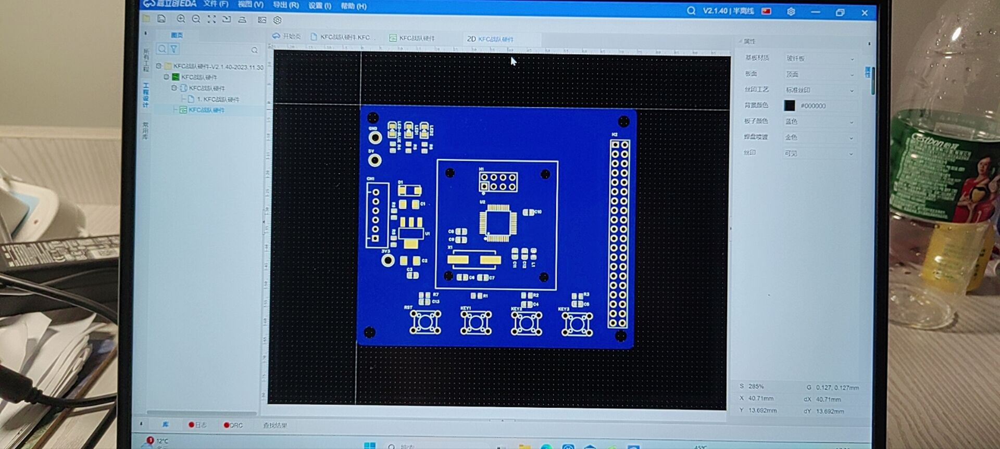 嘉立创EDA 文件 (F) 视图 (V) 导出 (R) 设置 (I) 帮助 (H)
V2.1.40 | 半离线
图页
开始页 KFC战队硬件.KFC... KFC战队硬件 2D KFC战队硬件
所有工程
工程设计
常用库
KFC战队硬件-V2.1.40-2023.11.30
KFC战队硬件
KFC战队硬件
1. KFC战队硬件
KFC战队硬件
属性
属性
基板材质 玻纤板
板面 顶面
丝印工艺 标准丝印
背景颜色 #000000
板子颜色 蓝色
焊盘喷镀 金色
丝印 可见
GND
LED-BLUE
LED1
LED2
R4
R5
R6
5V
H2
CN1
D1
C1
U1
3V3
C2
C3
H1
U2
C10
C8
C9
X1
C11
C12
L1
C6
C7
R7
C13
R1
R2
C4
R3
C5
RST
KEY1
KEY2
KEY3
S 285% G 0.127, 0.127mm
X 40.71mm dX 40.71mm
Y 13.692mm dY 13.692mm
库 日志 DRC 查找结果
1
12°C
搜索
45°C
Cestbon